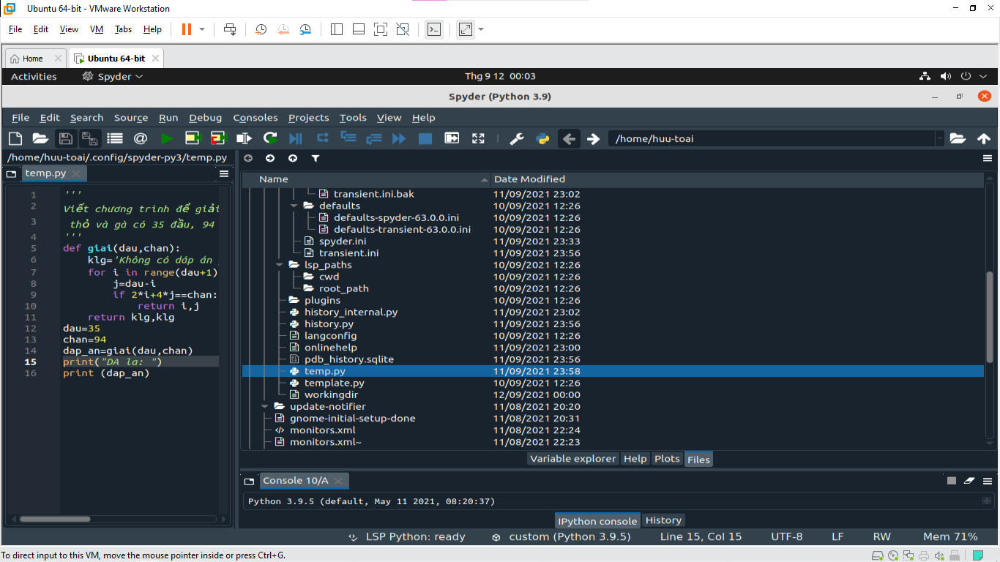 Ubuntu 64-bit - VMware Workstation
File Edit View VM Tabs Help
Home Ubuntu 64-bit
Activities Spyder Thg 9 12 00:03
Spyder (Python 3.9)
File Edit Search Source Run Debug Consoles Projects Tools View Help
/home/huu-toai
/home/huu-toai/.config/spyder-py3/temp.py
temp.py
1 '''
2 Viết chương trình để giải
3 thỏ và gà có 35 đầu, 94
4 '''
5 def giai(dau,chan):
6 klg='Không có dáp án
7 for i in range(dau+1)
8 j=dau-i
9 if 2*i+4*j==chan:
10 return i,j
11 return klg,klg
12 dau=35
13 chan=94
14 dap_an=giai(dau,chan)
15 print("DA la: ")
16 print (dap_an)
Name Date Modified
transient.ini.bak 11/09/2021 23:02
defaults 10/09/2021 12:26
defaults-spyder-63.0.0.ini 10/09/2021 12:26
defaults-transient-63.0.0.ini 10/09/2021 12:26
spyder.ini 11/09/2021 23:33
transient.ini 11/09/2021 23:56
lsp_paths 10/09/2021 12:26
cwd 10/09/2021 12:26
root_path 10/09/2021 12:26
plugins 10/09/2021 12:26
history_internal.py 11/09/2021 23:02
history.py 11/09/2021 23:56
langconfig 10/09/2021 12:26
onlinehelp 11/09/2021 23:00
pdb_history.sqlite 11/09/2021 23:56
temp.py 11/09/2021 23:58
template.py 10/09/2021 12:26
workingdir 12/09/2021 00:00
update-notifier 11/08/2021 20:20
gnome-initial-setup-done 11/08/2021 20:31
monitors.xml 11/08/2021 22:24
monitors.xml~ 11/08/2021 22:23
Variable explorer Help Plots Files
Console 10/A
Python 3.9.5 (default, May 11 2021, 08:20:37)
IPython console History
LSP Python: ready custom (Python 3.9.5) Line 15, Col 15 UTF-8 LF RW Mem 71%
To direct input to this VM, move the mouse pointer inside or press Ctrl+G.